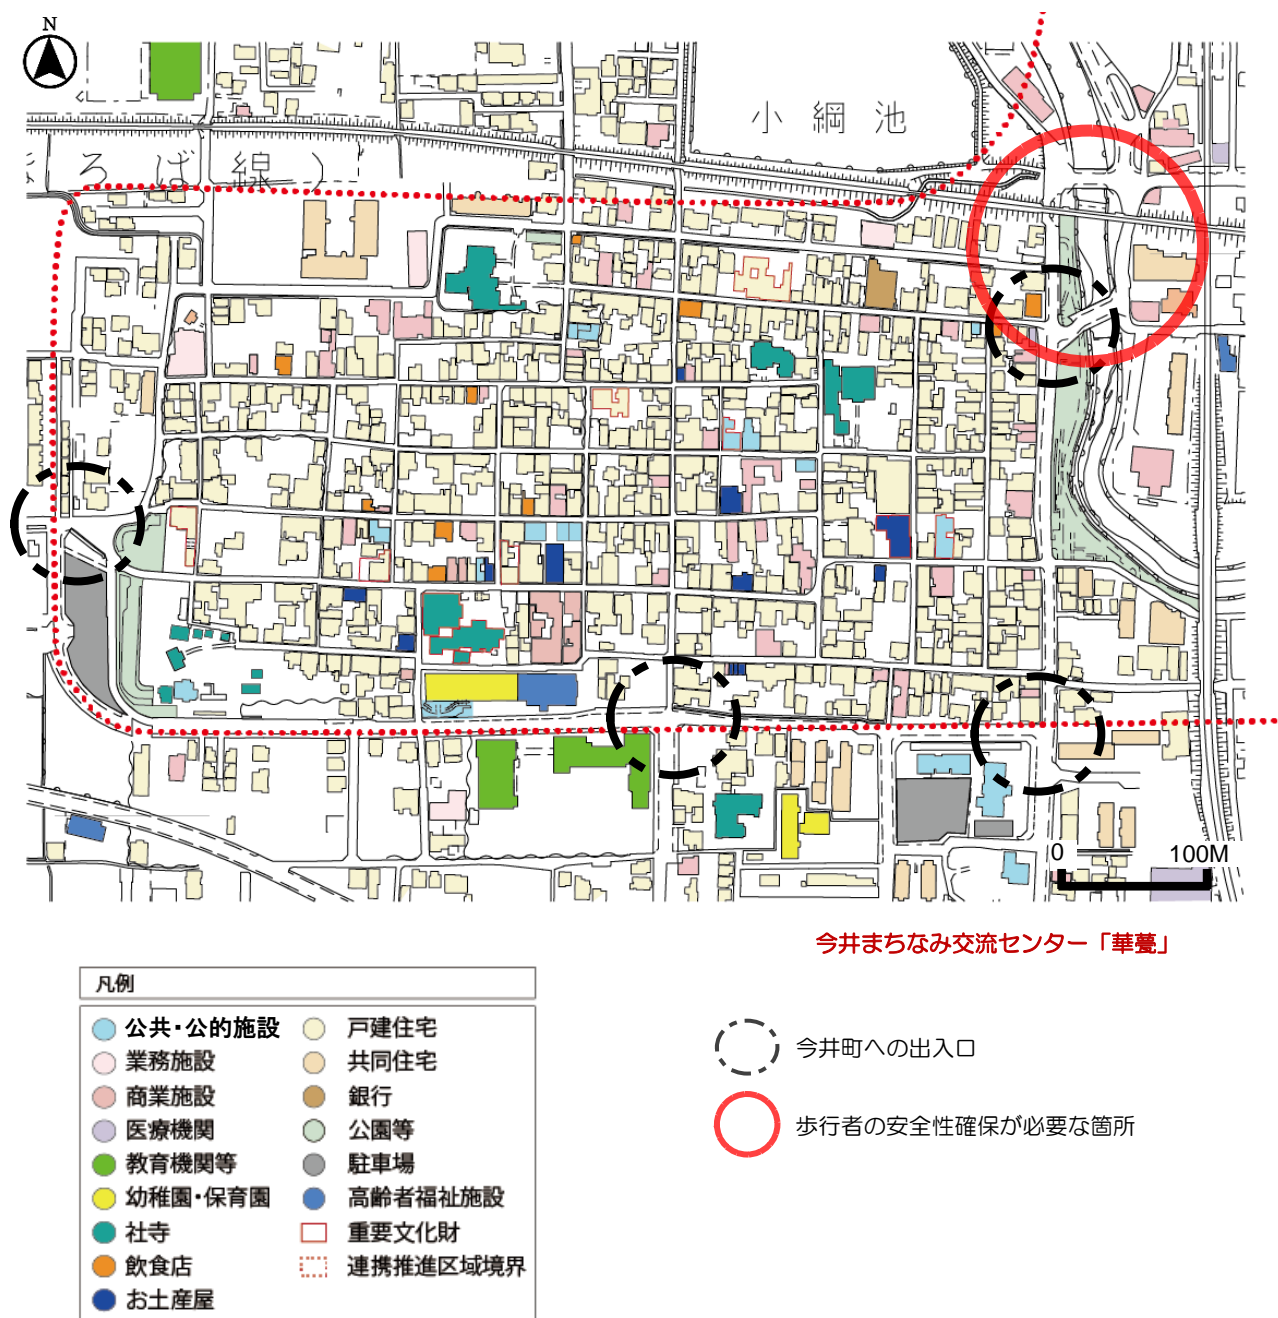 N
小綱池
ろば線)
0 100M
今井まちなみ交流センター「華甍」
凡例
公共・公的施設
業務施設
商業施設
医療機関
教育機関等
幼稚園・保育園
社寺
飲食店
お土産屋
戸建住宅
共同住宅
銀行
公園等
駐車場
高齢者福祉施設
重要文化財
連携推進区域境界
今井町への出入口
歩行者の安全性確保が必要な箇所